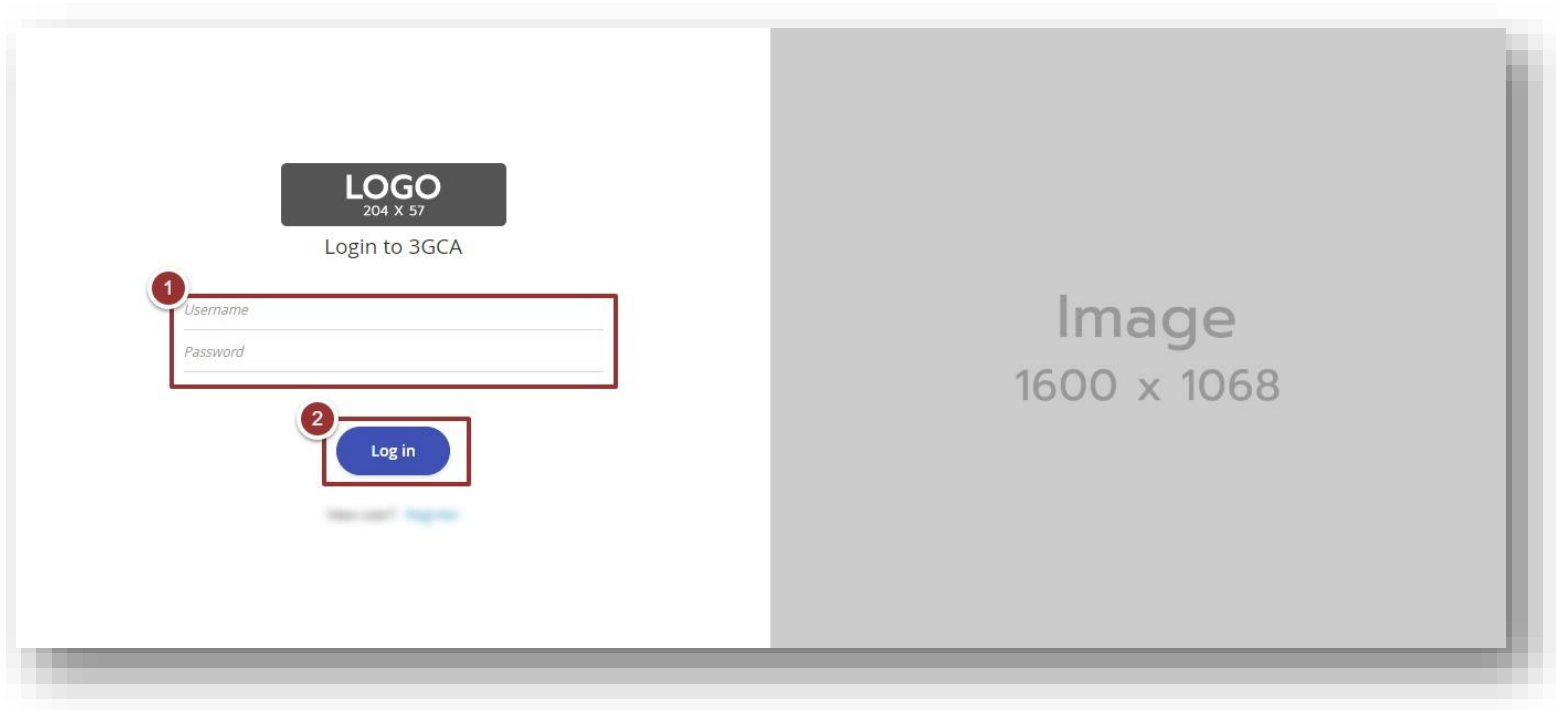 LOGO
204 X 57
Login to 3GCA
1
Username
Password
2
Log in
Image
1600 x 1068